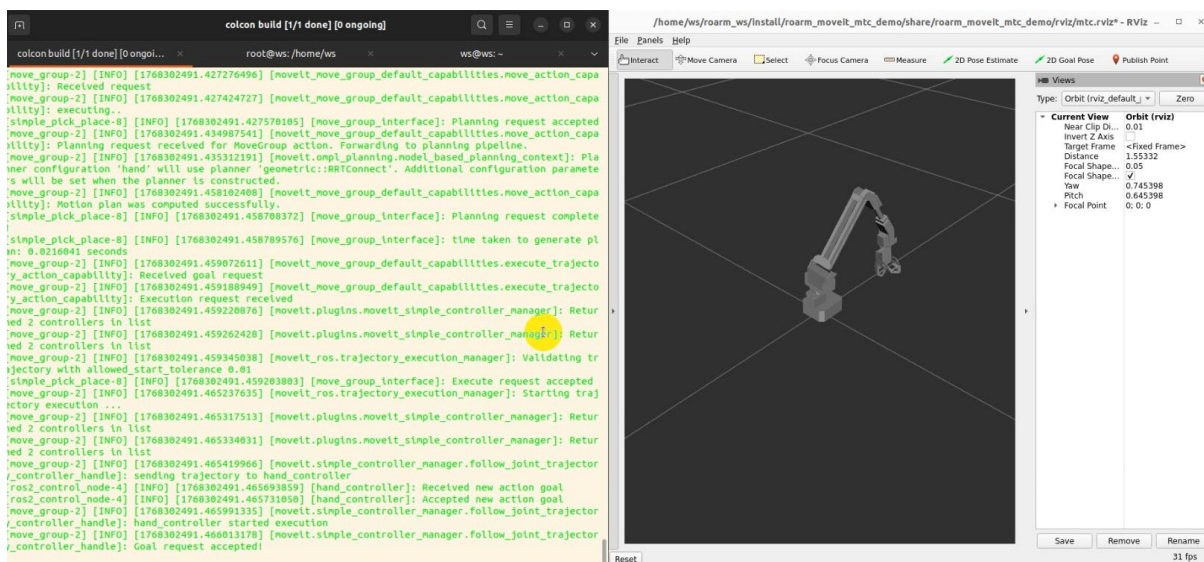 colcon build [1/1 done] [0 ongoing]
colcon build [1/1 done] [0 ongoi...
root@ws: /home/ws
ws@ws: ~
[move_group-2] [INFO] [1768302491.427276496] [moveit_move_group_default_capabilities.move_action_capa
bility]: Received request
[move_group-2] [INFO] [1768302491.427424727] [moveit_move_group_default_capabilities.move_action_capa
bility]: executing..
[simple_pick_place-8] [INFO] [1768302491.427570105] [move_group_interface]: Planning request accepted
[move_group-2] [INFO] [1768302491.434987541] [moveit_move_group_default_capabilities.move_action_capa
bility]: Planning request received for MoveGroup action. Forwarding to planning pipeline.
[move_group-2] [INFO] [1768302491.435312191] [moveit.ompl_planning.model_based_planning_context]: Pla
nner configuration 'hand' will use planner 'geometric::RRTConnect'. Additional configuration paramete
rs will be set when the planner is constructed.
[move_group-2] [INFO] [1768302491.458102408] [moveit_move_group_default_capabilities.move_action_capa
bility]: Motion plan was computed successfully.
[simple_pick_place-8] [INFO] [1768302491.458708372] [move_group_interface]: Planning request complete
!
[simple_pick_place-8] [INFO] [1768302491.458789576] [move_group_interface]: time taken to generate pl
an: 0.0216041 seconds
[move_group-2] [INFO] [1768302491.459072611] [moveit_move_group_default_capabilities.execute_trajecto
ry_action_capability]: Received goal request
[move_group-2] [INFO] [1768302491.459188949] [moveit_move_group_default_capabilities.execute_trajecto
ry_action_capability]: Execution request received
[move_group-2] [INFO] [1768302491.459220876] [moveit.plugins.moveit_simple_controller_manager]: Retur
ned 2 controllers in list
[move_group-2] [INFO] [1768302491.459262428] [moveit.plugins.moveit_simple_controller_manager]: Retur
ned 2 controllers in list
[move_group-2] [INFO] [1768302491.459345038] [moveit_ros.trajectory_execution_manager]: Validating tr
ajectory with allowed_start_tolerance 0.01
[simple_pick_place-8] [INFO] [1768302491.459203803] [move_group_interface]: Execute request accepted
[move_group-2] [INFO] [1768302491.465237635] [moveit_ros.trajectory_execution_manager]: Starting traj
ectory execution ...
[move_group-2] [INFO] [1768302491.465317513] [moveit.plugins.moveit_simple_controller_manager]: Retur
ned 2 controllers in list
[move_group-2] [INFO] [1768302491.465334031] [moveit.plugins.moveit_simple_controller_manager]: Retur
ned 2 controllers in list
[move_group-2] [INFO] [1768302491.465419966] [moveit.simple_controller_manager.follow_joint_trajector
y_controller_handle]: sending trajectory to hand_controller
[ros2_control_node-4] [INFO] [1768302491.465693859] [hand_controller]: Received new action goal
[ros2_control_node-4] [INFO] [1768302491.465731050] [hand_controller]: Accepted new action goal
[move_group-2] [INFO] [1768302491.465991335] [moveit.simple_controller_manager.follow_joint_trajector
y_controller_handle]: hand_controller started execution
[move_group-2] [INFO] [1768302491.466013178] [moveit.simple_controller_manager.follow_joint_trajector
y_controller_handle]: Goal request accepted!
/home/ws/roarm_ws/install/roarm_moveit_mtc_demo/share/roarm_moveit_mtc_demo/rviz/mtc.rviz* - RViz
File Panels Help
Interact Move Camera Select Focus Camera Measure 2D Pose Estimate 2D Goal Pose Publish Point
Views
Type: Orbit (rviz_default_ Zero
Current View Orbit (rviz)
Near Clip Di... 0.01
Invert Z Axis
Target Frame <Fixed Frame>
Distance 1.55332
Focal Shape... 0.05
Focal Shape... ✓
Yaw 0.745398
Pitch 0.645398
Focal Point 0; 0; 0
Save Remove Rename
Reset
31 fps